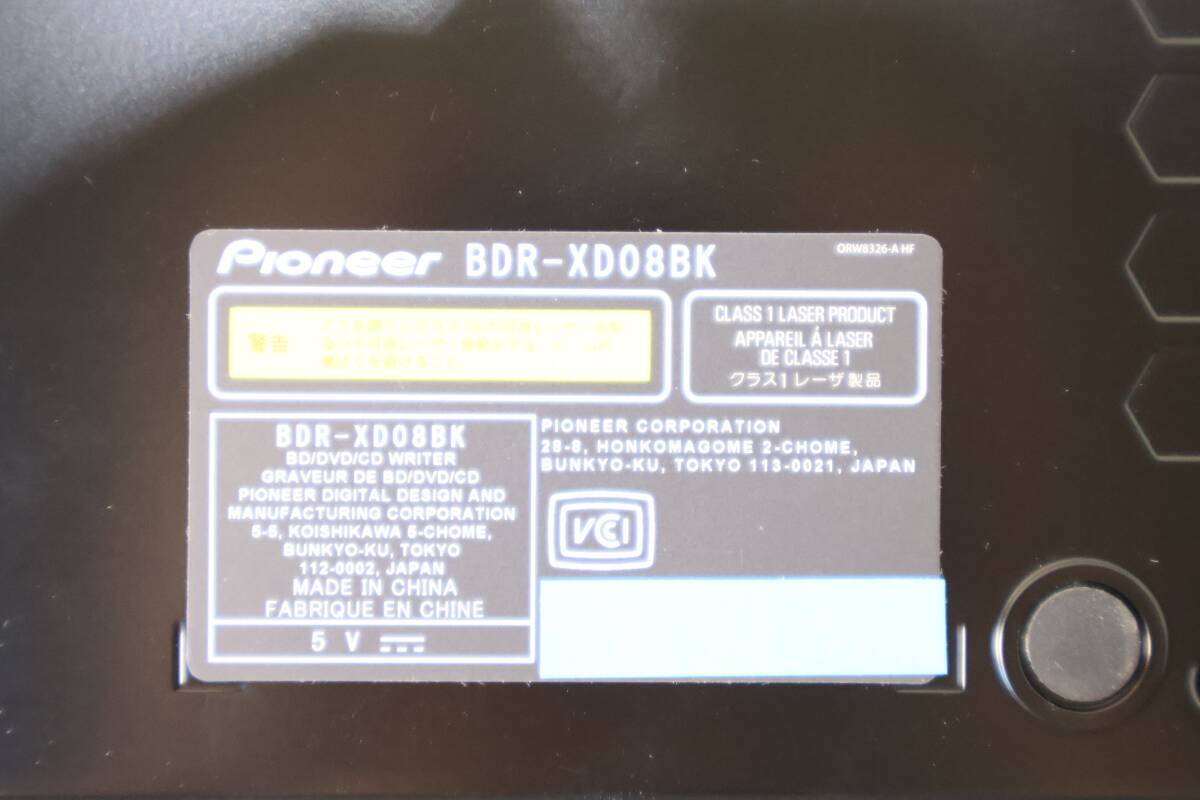 Pioneer BDR-XD08BK
ORW8326-A HF
警告
CLASS 1 LASER PRODUCT
APPAREIL Á LASER
DE CLASSE 1
クラス1レーザ製品
BDR-XD08BK
BD/DVD/CD WRITER
GRAVEUR DE BD/DVD/CD
PIONEER DIGITAL DESIGN AND
MANUFACTURING CORPORATION
5-5, KOISHIKAWA 5-CHOME,
BUNKYO-KU, TOKYO
112-0002, JAPAN
MADE IN CHINA
FABRIQUE EN CHINE
5 V
PIONEER CORPORATION
28-8, HONKOMAGOME 2-CHOME,
BUNKYO-KU, TOKYO 113-0021, JAPAN
VCCI